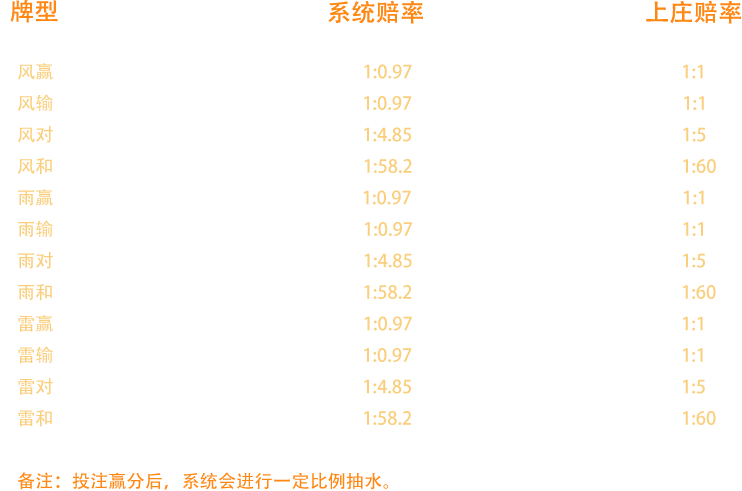 牌型 系统赔率 上庄赔率
风赢 1:0.97 1:1
风输 1:0.97 1:1
风对 1:4.85 1:5
风和 1:58.2 1:60
雨赢 1:0.97 1:1
雨输 1:0.97 1:1
雨对 1:4.85 1:5
雨和 1:58.2 1:60
雷赢 1:0.97 1:1
雷输 1:0.97 1:1
雷对 1:4.85 1:5
雷和 1:58.2 1:60
备注：投注赢分后，系统会进行一定比例抽水。